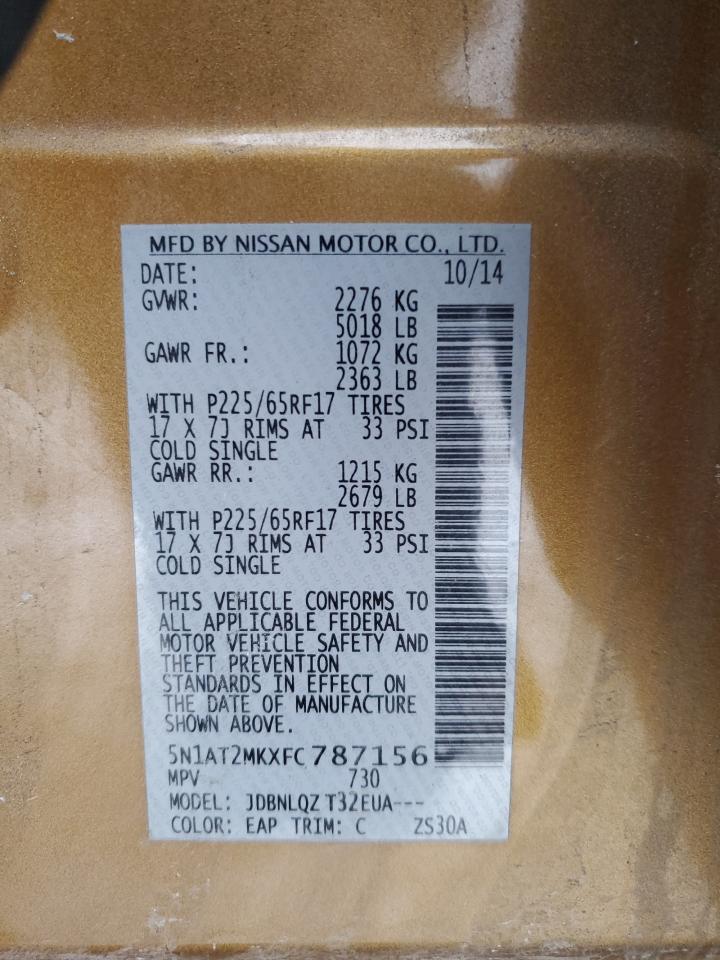 MFD BY NISSAN MOTOR CO., LTD.
DATE: 10/14
GVWR: 2276 KG
5018 LB
GAWR FR.: 1072 KG
2363 LB
WITH P225/65RF17 TIRES
17 X 7J RIMS AT 33 PSI
COLD SINGLE
GAWR RR.: 1215 KG
2679 LB
WITH P225/65RF17 TIRES
17 X 7J RIMS AT 33 PSI
COLD SINGLE
THIS VEHICLE CONFORMS TO
ALL APPLICABLE FEDERAL
MOTOR VEHICLE SAFETY AND
THEFT PREVENTION
STANDARDS IN EFFECT ON
THE DATE OF MANUFACTURE
SHOWN ABOVE.
5N1AT2MKXFC787156
MPV 730
MODEL: JDBNLQZ T32EUA---
COLOR: EAP TRIM: C ZS30A